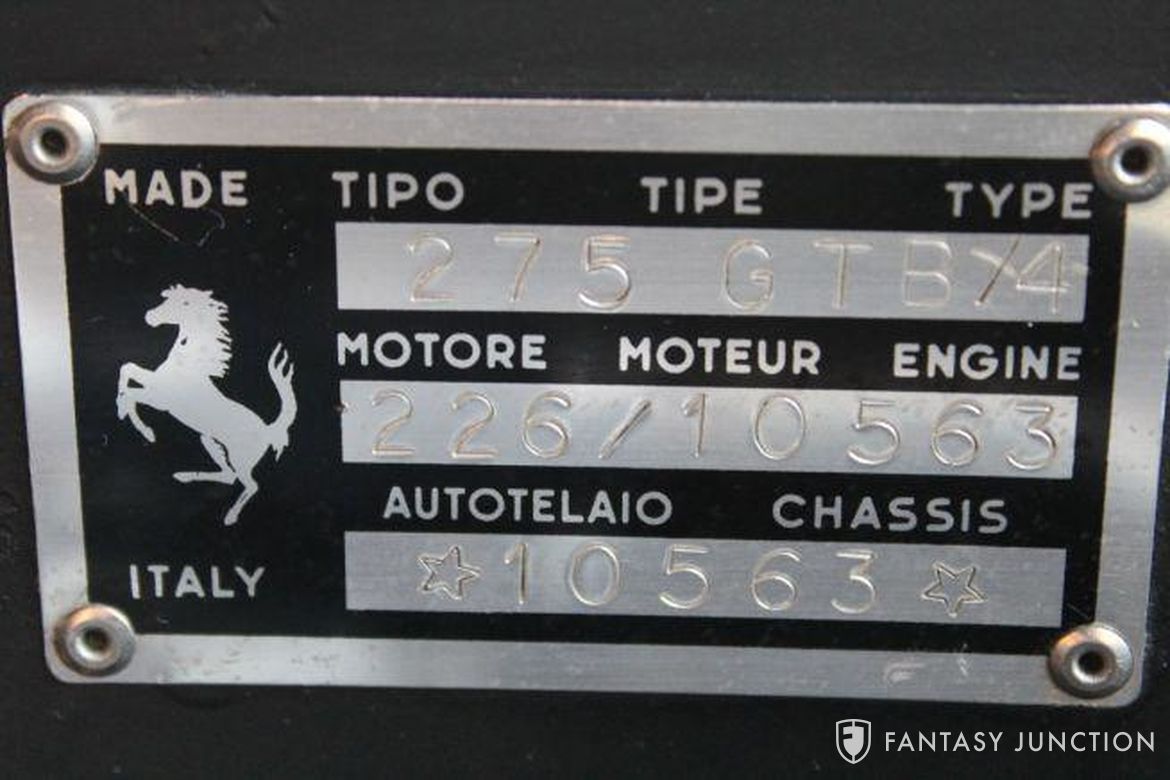 MADE TIPO TIPE TYPE
275 GTB/4
MOTORE MOTEUR ENGINE
226/10563
AUTOTELAIO CHASSIS
☆10563☆
ITALY
FANTASY JUNCTION